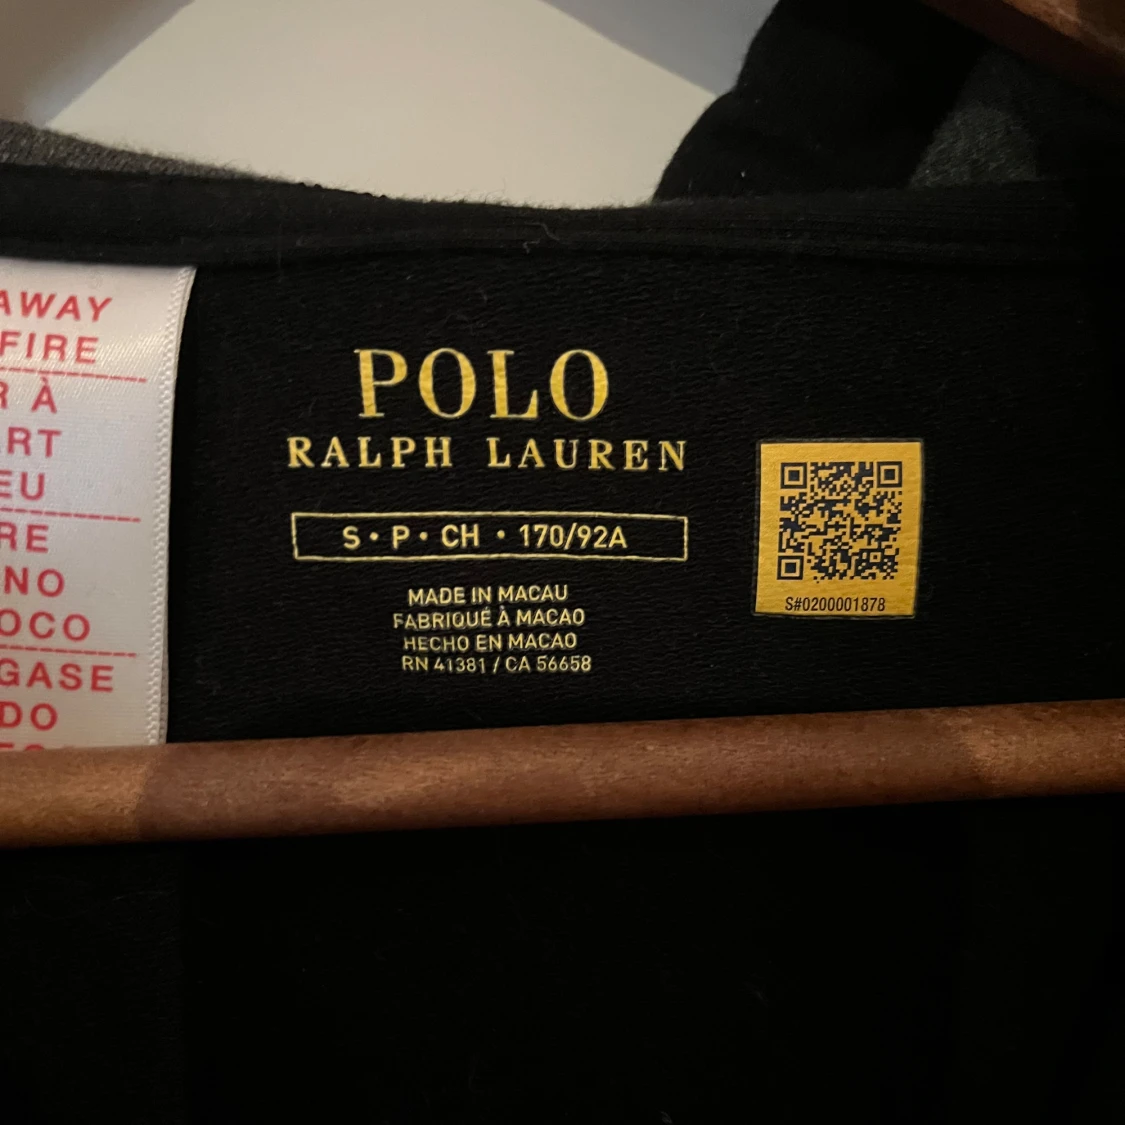 AWAY
FIRE
R À
ART
EU
RE
NO
OCO
GASE
DO
POLO
RALPH LAUREN
S • P • CH • 170/92A
MADE IN MACAU
FABRIQUÉ À MACAO
HECHO EN MACAO
RN 41381 / CA 56658
S#0200001878